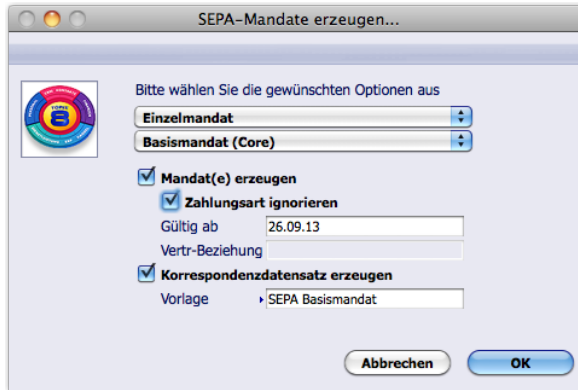 SEPA-Mandate erzeugen...
Bitte wählen Sie die gewünschten Optionen aus
Einzelmandat
Basismandat (Core)
Mandat(e) erzeugen
Zahlungsart ignorieren
Gültig ab 26.09.13
Vertr-Beziehung
Korrespondenzdatensatz erzeugen
Vorlage SEPA Basismandat
Abbrechen OK